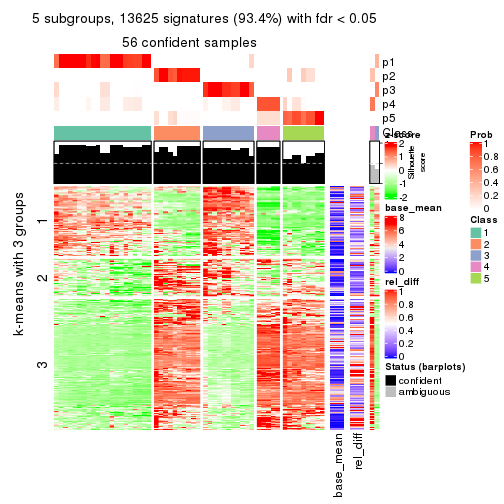 5 subgroups, 13625 signatures (93.4%) with fdr < 0.05
56 confident samples
p1
p2
p3
p4
p5
Class
k-means with 3 groups
1
2
3
base_mean
rel_diff
z-score
2
1
0
-1
-2
Silhouette
score
base_mean
8
6
4
2
0
rel_diff
1
0.8
0.6
0.4
0.2
0
Status (barplots)
confident
ambiguous
Prob
1
0.8
0.6
0.4
0.2
0
Class
1
2
3
4
5